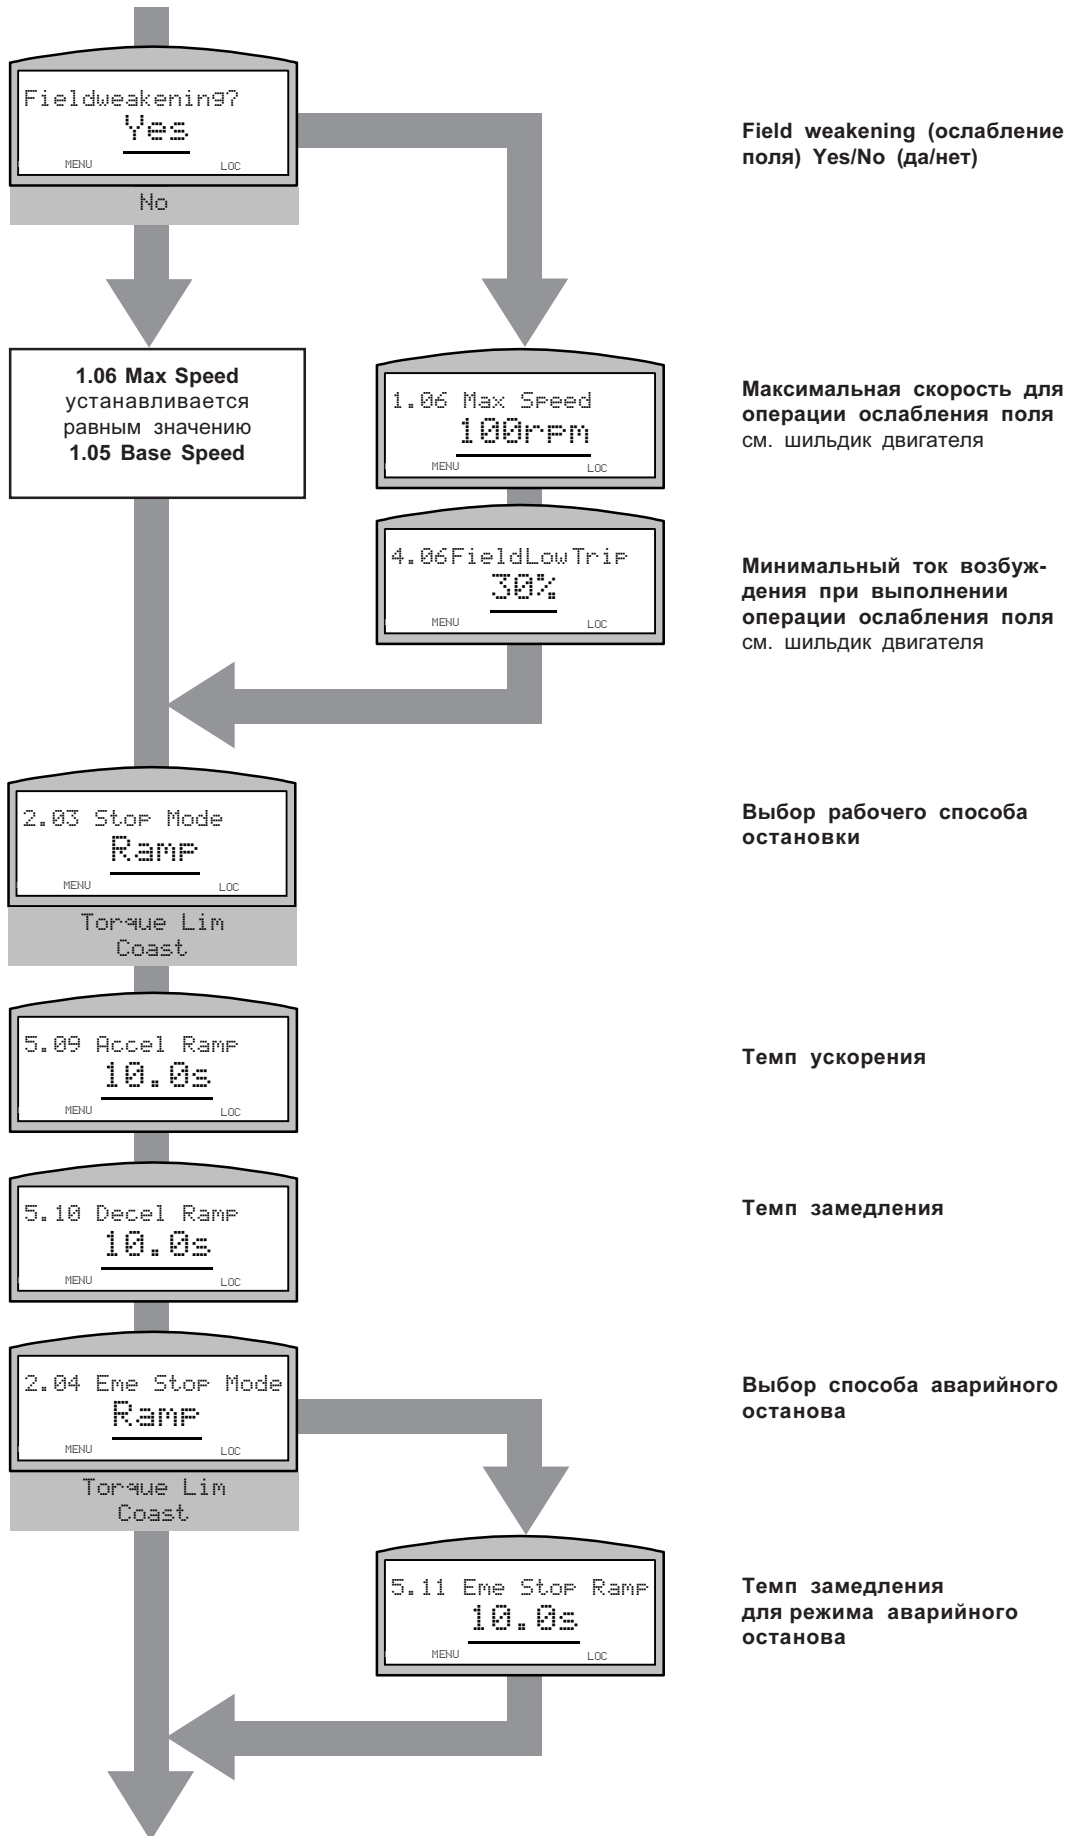 Fieldweakening?
Yes
MENU LOC
No
Field weakening (ослабление
поля) Yes/No (да/нет)
1.06 Max Speed
устанавливается
равным значению
1.05 Base Speed
1.06 Max Speed
100rpm
MENU LOC
Максимальная скорость для
операции ослабления поля
см. шильдик двигателя
4.06FieldLowTrip
30%
MENU LOC
Минимальный ток возбуж-
дения при выполнении
операции ослабления поля
см. шильдик двигателя
2.03 Stop Mode
Ramp
MENU LOC
Torque Lim
Coast
Выбор рабочего способа
остановки
5.09 Accel Ramp
10.0s
MENU LOC
Темп ускорения
5.10 Decel Ramp
10.0s
MENU LOC
Темп замедления
2.04 Eme Stop Mode
Ramp
MENU LOC
Torque Lim
Coast
Выбор способа аварийного
останова
5.11 Eme Stop Ramp
10.0s
MENU LOC
Темп замедления
для режима аварийного
останова